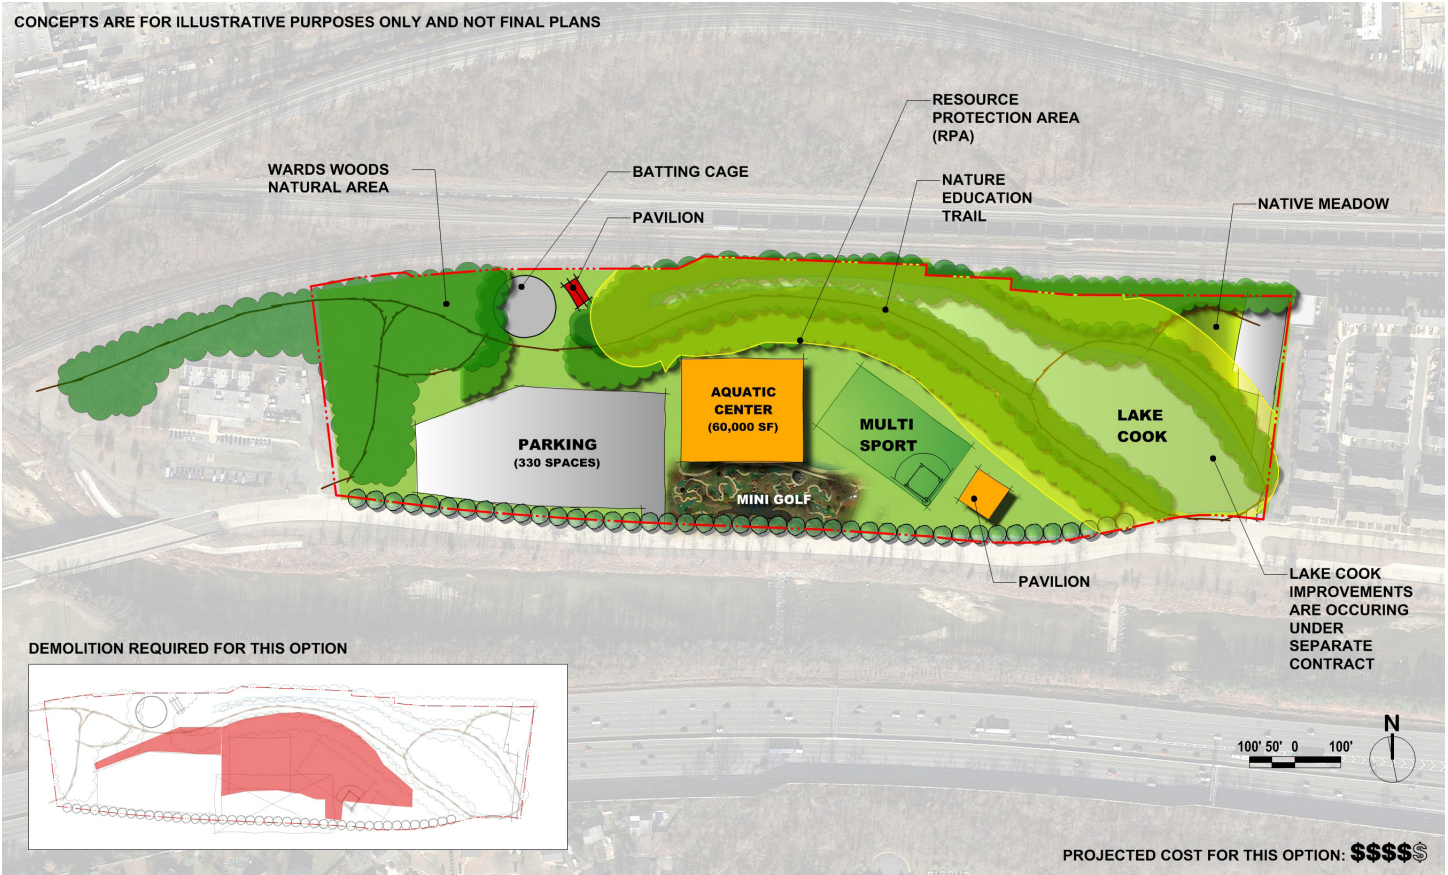 CONCEPTS ARE FOR ILLUSTRATIVE PURPOSES ONLY AND NOT FINAL PLANS
RESOURCE
PROTECTION AREA
(RPA)
WARDS WOODS
NATURAL AREA
BATTING CAGE
NATURE
EDUCATION
TRAIL
PAVILION
NATIVE MEADOW
AQUATIC
CENTER
(60,000 SF)
MULTI
SPORT
LAKE
COOK
PARKING
(330 SPACES)
MINI GOLF
PAVILION
LAKE COOK
IMPROVEMENTS
ARE OCCURING
UNDER
SEPARATE
CONTRACT
DEMOLITION REQUIRED FOR THIS OPTION
N
100' 50' 0 100'
PROJECTED COST FOR THIS OPTION: $$$$$